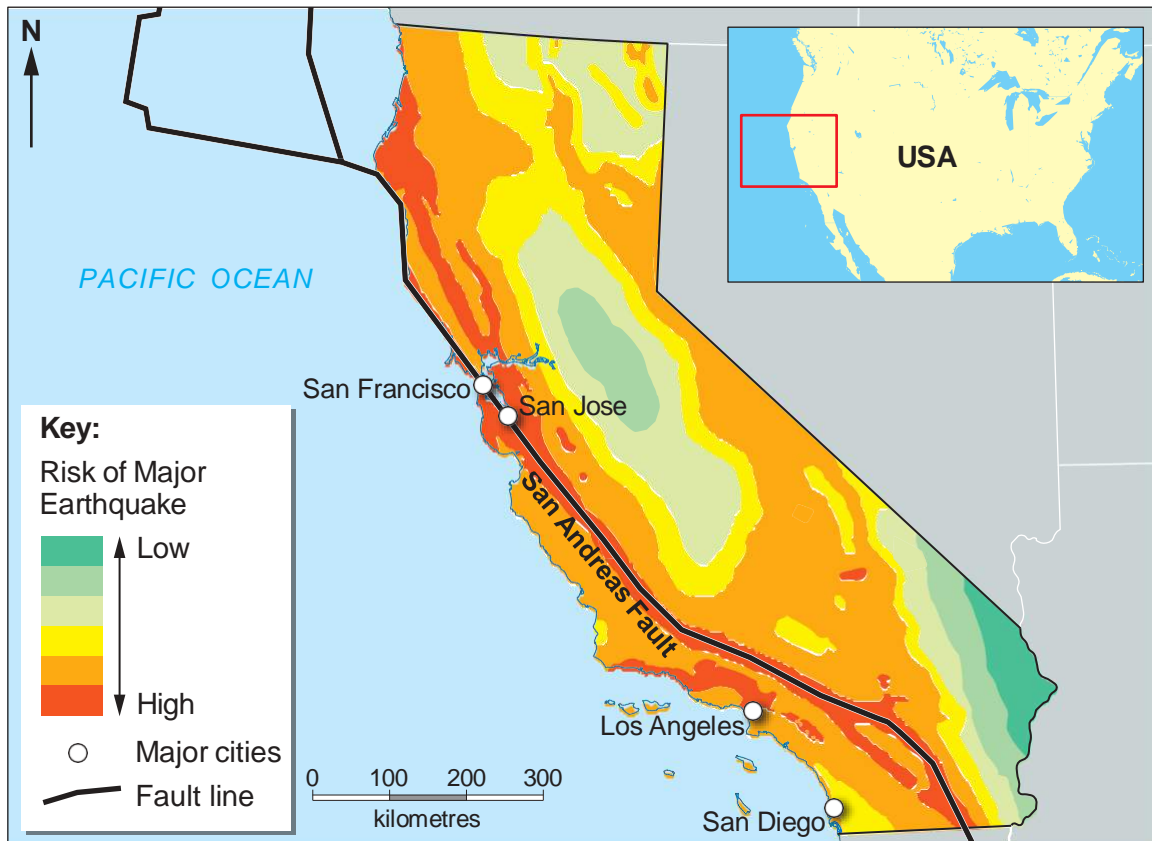 N
USA
PACIFIC OCEAN
San Francisco
San Jose
Key:
Risk of Major
Earthquake
Low
High
Major cities
Fault line
San Andreas Fault
Los Angeles
San Diego
0 100 200 300
kilometres